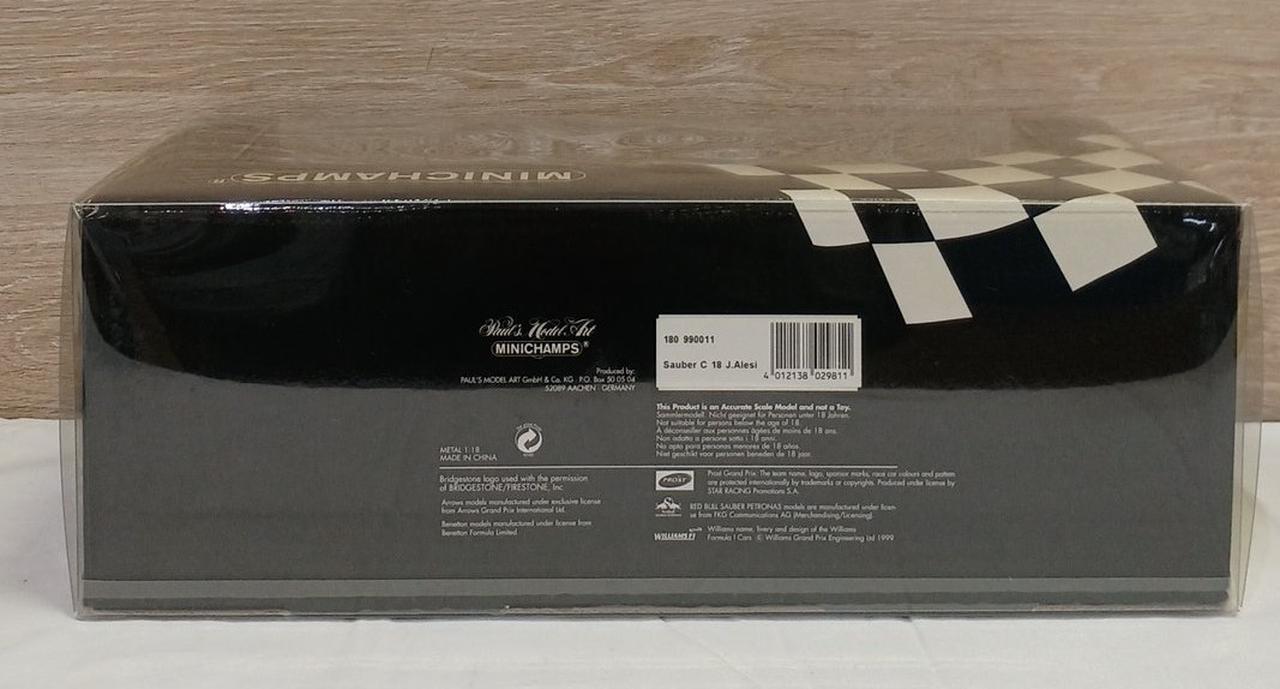 MINICHAMPS®
Paul's Model Art
MINICHAMPS®
Produced by:
PAUL'S MODEL ART GmbH & Co. KG · P.O. Box 50 05 04
52089 AACHEN · GERMANY
180 990011
Sauber C 18 J.Alesi
4 012138 029811
This Product is an Accurate Scale Model and not a Toy.
Sammlermodell. Nicht geeignet für Personen unter 18 Jahren.
Not suitable for persons below the age of 18.
À déconseiller aux personnes âgées de moins de 18 ans.
Non adatto a persone sotto i 18 anni.
No apto para personas menores de 18 años.
Niet geschikt voor personen beneden de 18 jaar.
METAL 1:18
MADE IN CHINA
Bridgestone logo used with the permission
of BRIDGESTONE/FIRESTONE, Inc
Arrows models manufactured under exclusive license
from Arrows Grand Prix International Ltd.
Benetton models manufactured under license from
Benetton Formula Limited
PROST
Prost Grand Prix: The team name, logo, sponsor marks, race car colours and pattern
are protected internationally by trademarks or copyrights. Produced under license by
STAR RACING Promotions S.A.
RED BULL SAUBER PETRONAS models are manufactured under licen-
se from FKG Communications AG (Merchandising/Licensing).
WILLIAMS F1
Williams name, livery and design of the Williams
Formula 1 Cars © Williams Grand Prix Engineering Ltd 1999